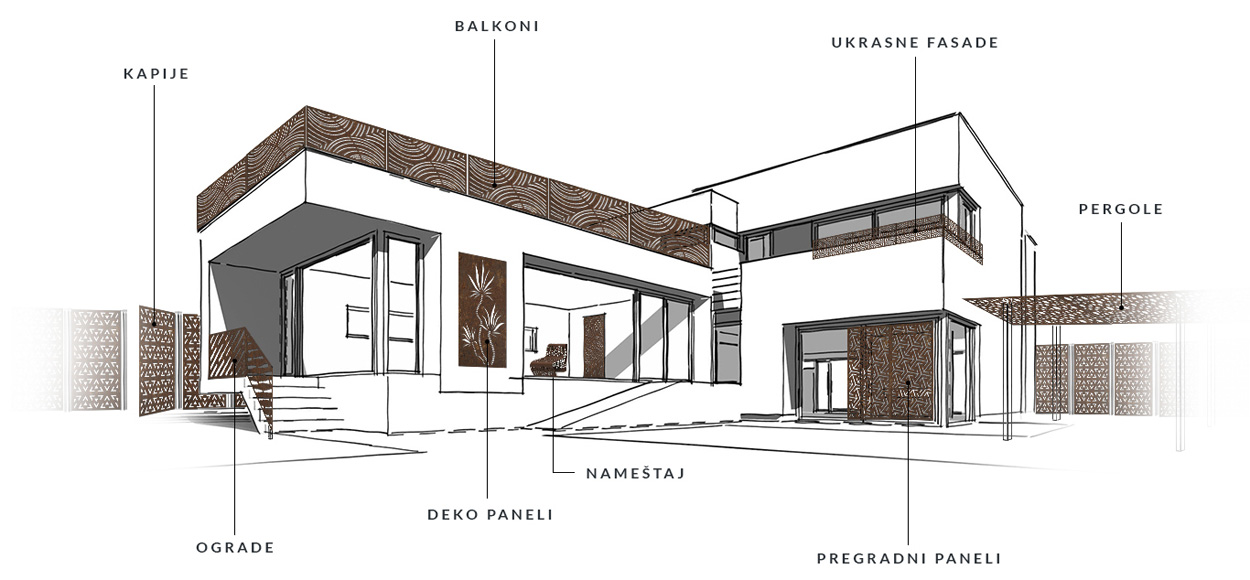 BALKONI
UKRASNE FASADE
KAPIJE
PERGOLE
NAMEŠTAJ
DEKO PANELI
OGRADE
PREGRADNI PANELI